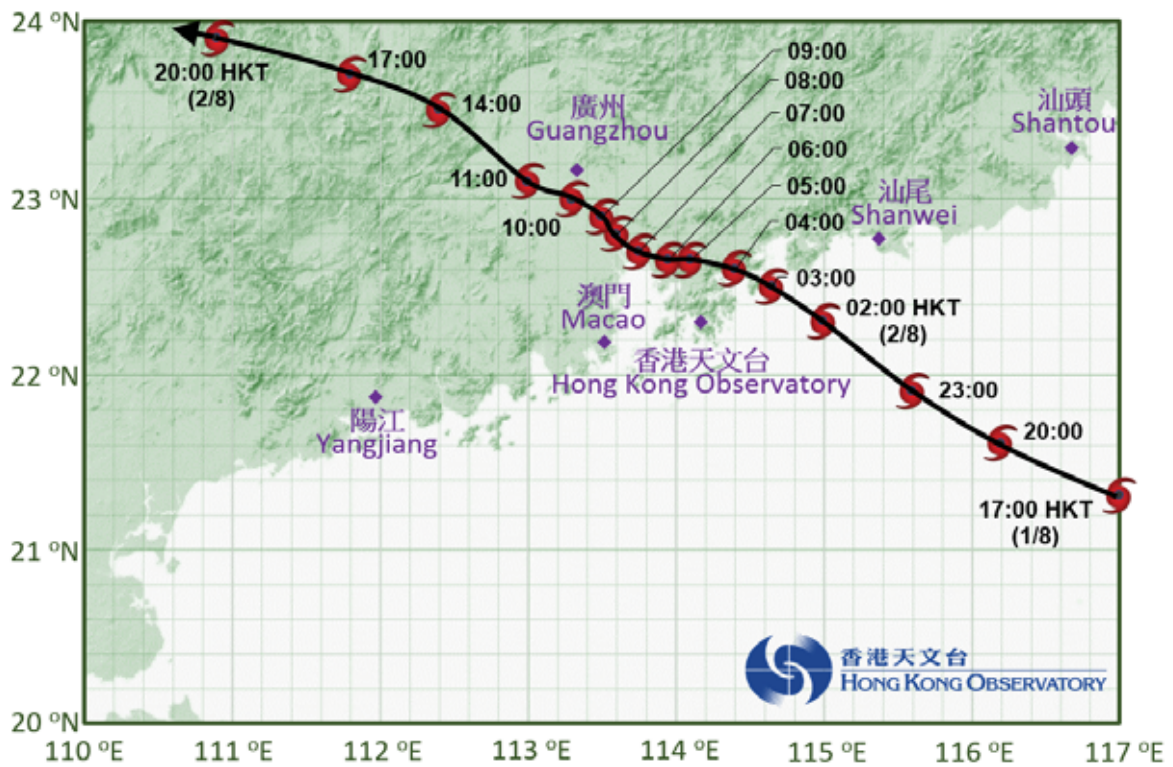 24 °N
23 °N
22 °N
21 °N
20 °N
110 °E
111 °E
112 °E
113 °E
114 °E
115 °E
116 °E
117 °E
20:00 HKT
(2/8)
17:00
14:00
11:00
10:00
09:00
08:00
07:00
06:00
05:00
04:00
03:00
02:00 HKT
(2/8)
23:00
20:00
17:00 HKT
(1/8)
廣州
Guangzhou
汕頭
Shantou
汕尾
Shanwei
澳門
Macao
香港天文台
Hong Kong Observatory
陽江
Yangjiang
香港天文台
HONG KONG OBSERVATORY